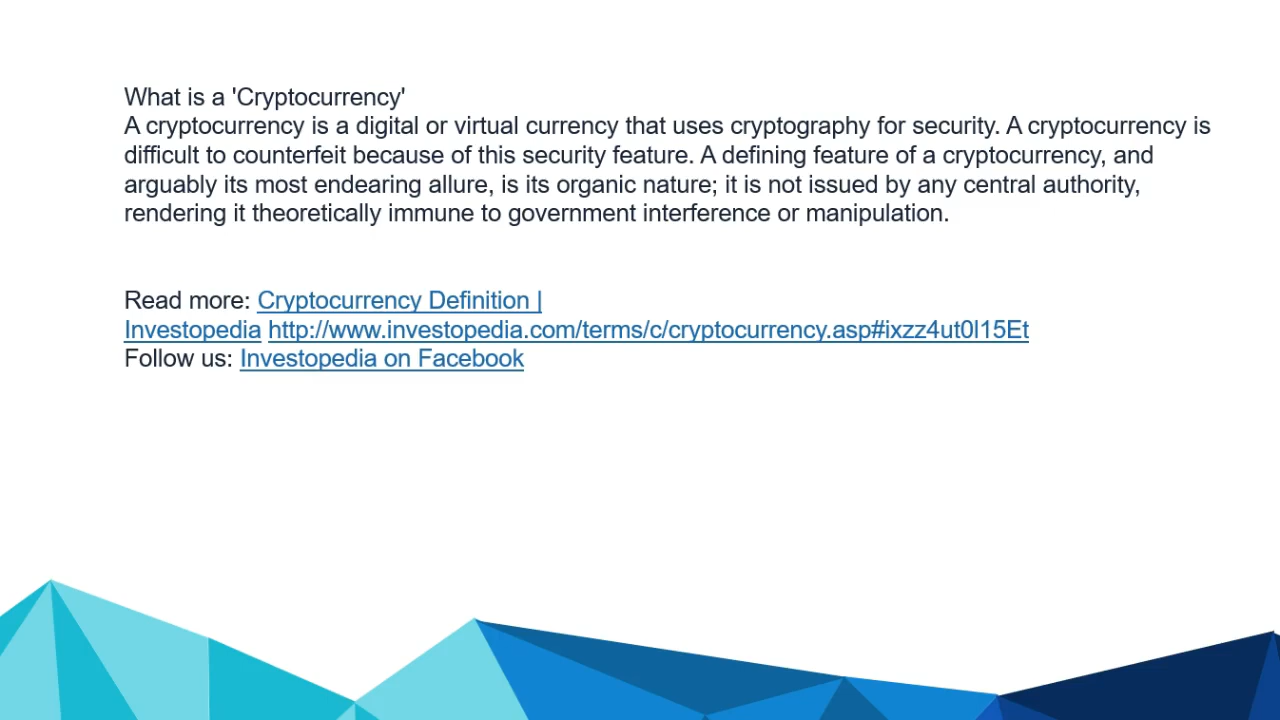 What is a 'Cryptocurrency'
A cryptocurrency is a digital or virtual currency that uses cryptography for security. A cryptocurrency is
difficult to counterfeit because of this security feature. A defining feature of a cryptocurrency, and
arguably its most endearing allure, is its organic nature; it is not issued by any central authority,
rendering it theoretically immune to government interference or manipulation.
Read more: Cryptocurrency Definition |
Investopedia http://www.investopedia.com/terms/c/cryptocurrency.asp#ixzz4ut0l15Et
Follow us: Investopedia on Facebook